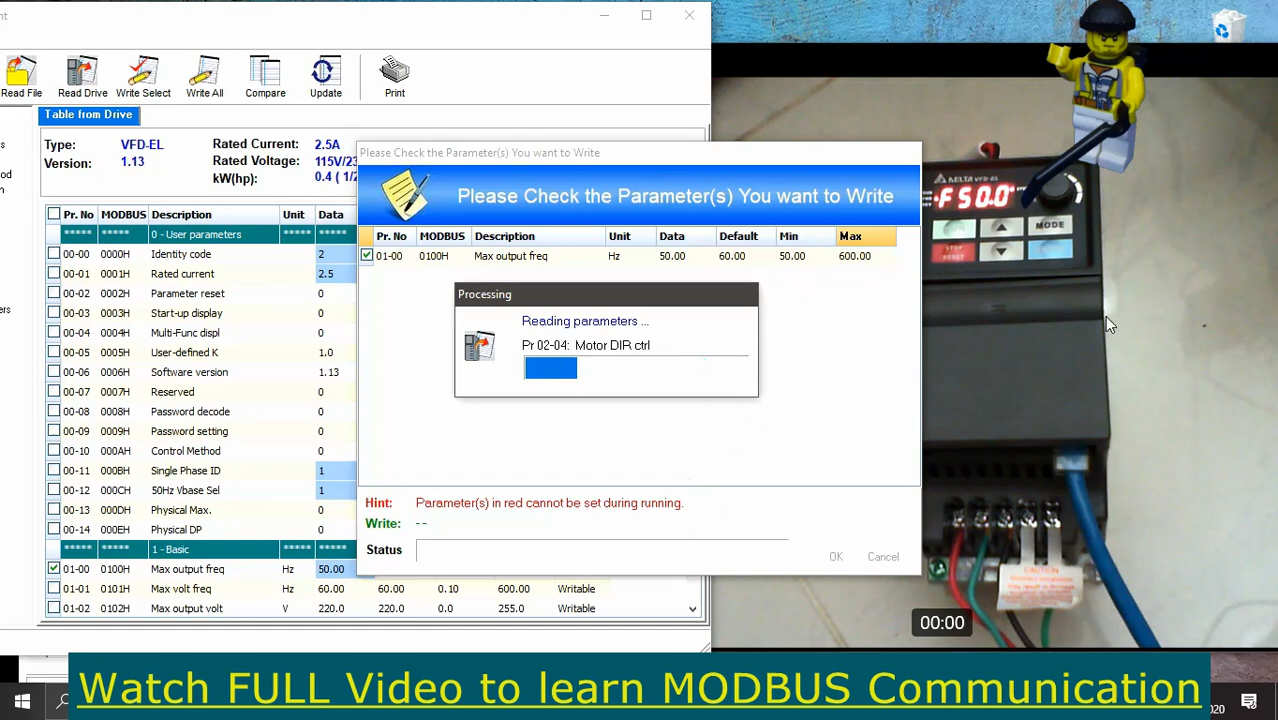 nt
Read File Read Drive Write Select Write All Compare Update Print
Table from Drive
Type: VFD-EL Rated Current: 2.5A
Version: 1.13 Rated Voltage: 115V/23
kW(hp): 0.4 ( 1/2
Pr. No MODBUS Description Unit Data
***** ***** 0 - User parameters ***** *****
00-00 0000H Identity code 2
00-01 0001H Rated current 2.5
00-02 0002H Parameter reset 0
00-03 0003H Start-up display 0
00-04 0004H Multi-Func displ 0
00-05 0005H User-defined K 1.0
00-06 0006H Software version 1.13
00-07 0007H Reserved 0
00-08 0008H Password decode 0
00-09 0009H Password setting 0
00-10 000AH Control Method 0
00-11 000BH Single Phase ID 1
00-12 000CH 50Hz Vbase Sel 1
00-13 000DH Physical Max. 0
00-14 000EH Physical DP 0
***** ***** 1 - Basic ***** *****
01-00 0100H Max output freq Hz 50.00
01-01 0101H Max volt freq Hz 60.00 60.00 0.10 600.00 Writable
01-02 0102H Max output volt V 220.0 220.0 0.0 255.0 Writable
s
od
n
ers
Please Check the Parameter(s) You want to Write
Please Check the Parameter(s) You want to Write
Pr. No MODBUS Description Unit Data Default Min Max
01-00 0100H Max output freq Hz 50.00 60.00 50.00 600.00
Processing
Reading parameters ...
Pr 02-04: Motor DIR ctrl
Hint: Parameter(s) in red cannot be set during running.
Write: --
Status
OK Cancel
DELTA VFD-EL
F50.0
RUN MODE
STOP
RESET
CAUTION
00:00
Watch FULL Video to learn MODBUS Communication
020